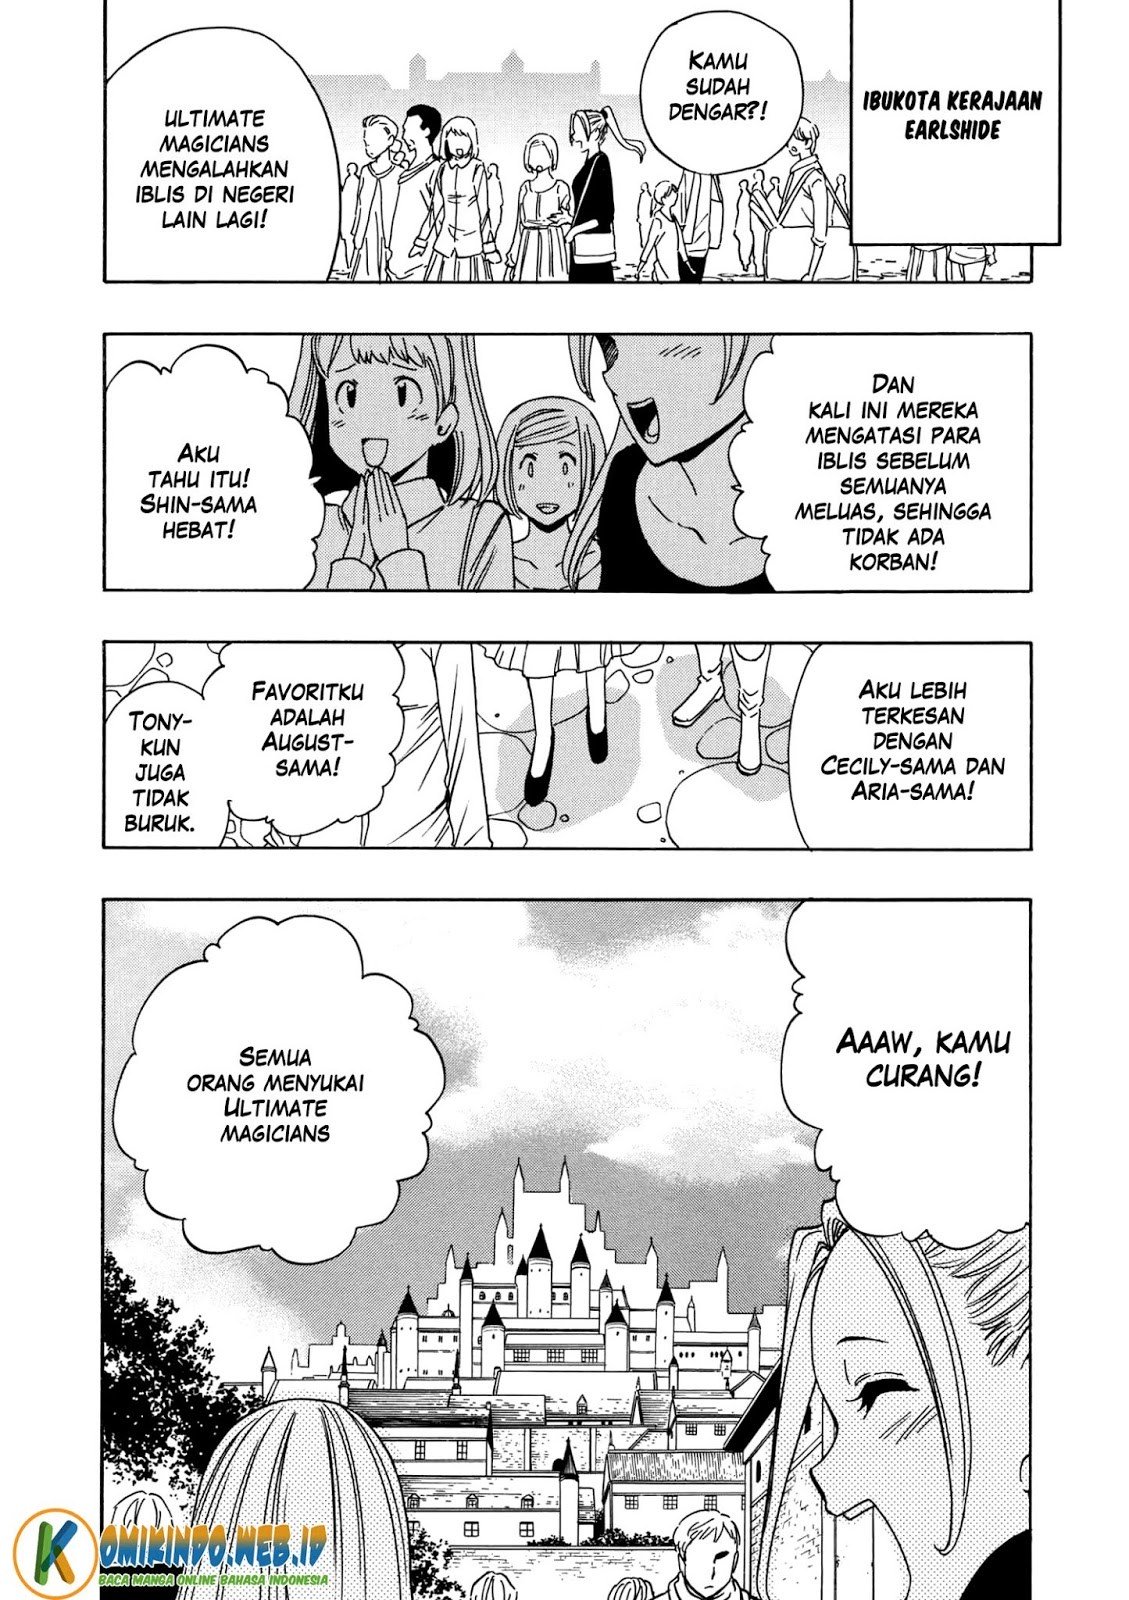 IBUKOTA KERAJAAN
EARLSHIDE
KAMU
SUDAH
DENGAR?!
ULTIMATE
MAGICIANS
MENGALAHKAN
IBLIS DI NEGERI
LAIN LAGI!
DAN
KALI INI MEREKA
MENGATASI PARA
IBLIS SEBELUM
SEMUANYA
MELUAS, SEHINGGA
TIDAK ADA
KORBAN!
AKU
TAHU ITU!
SHIN-SAMA
HEBAT!
AKU LEBIH
TERKESAN
DENGAN
CECILY-SAMA DAN
ARIA-SAMA!
FAVORITKU
ADALAH
AUGUST-
SAMA!
TONY-
KUN
JUGA
TIDAK
BURUK.
AAAW, KAMU
CURANG!
SEMUA
ORANG MENYUKAI
ULTIMATE
MAGICIANS
KOMIKINDO.WEB.ID
BACA MANGA ONLINE BAHASA INDONESIA